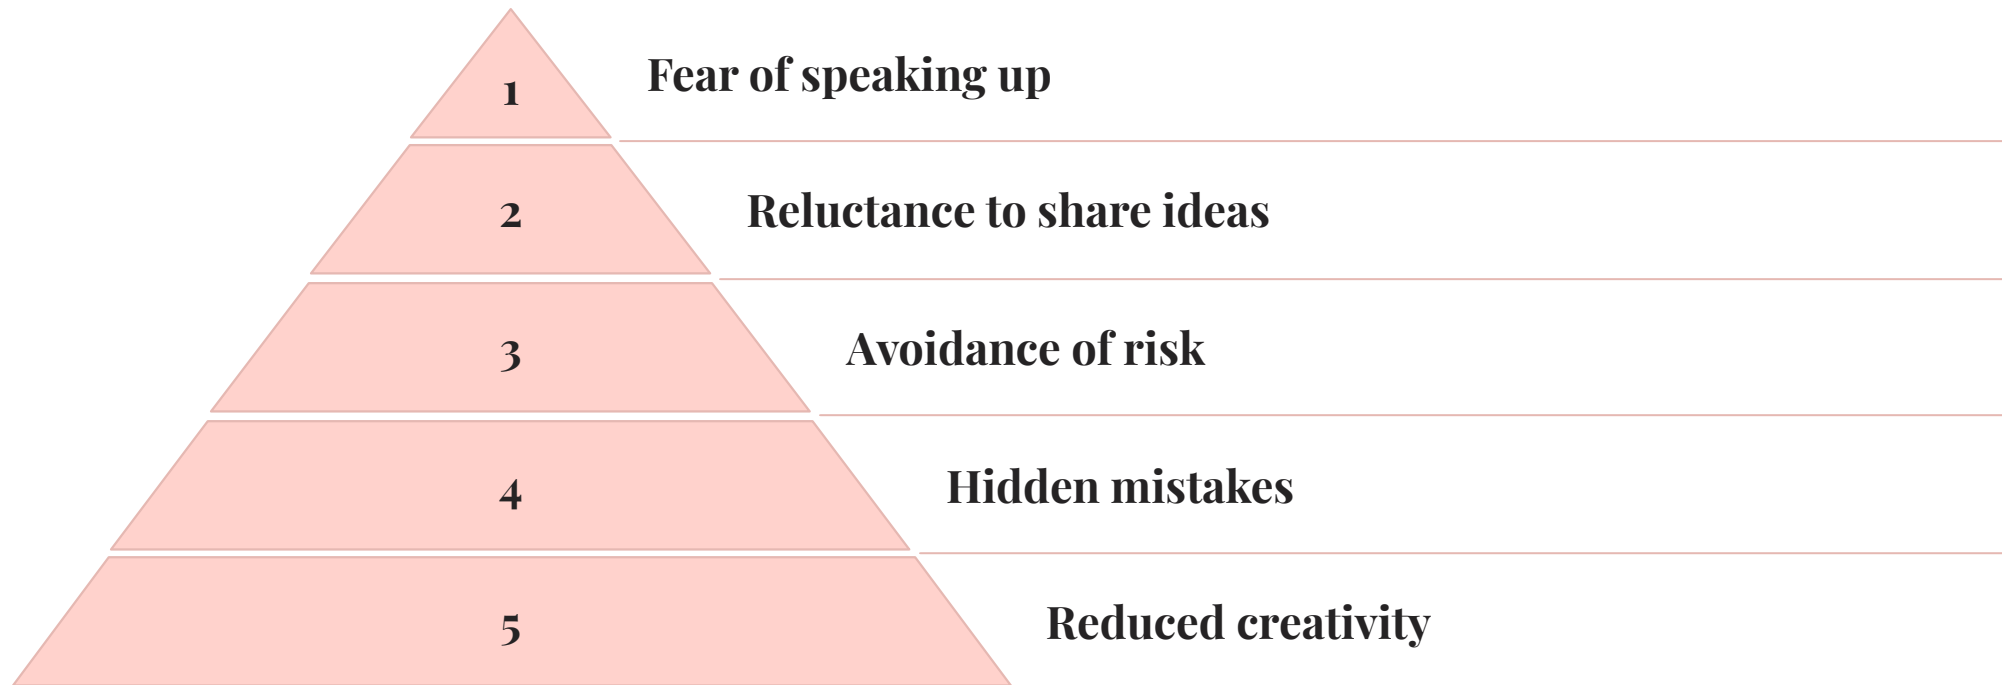 1 Fear of speaking up
2 Reluctance to share ideas
3 Avoidance of risk
4 Hidden mistakes
5 Reduced creativity